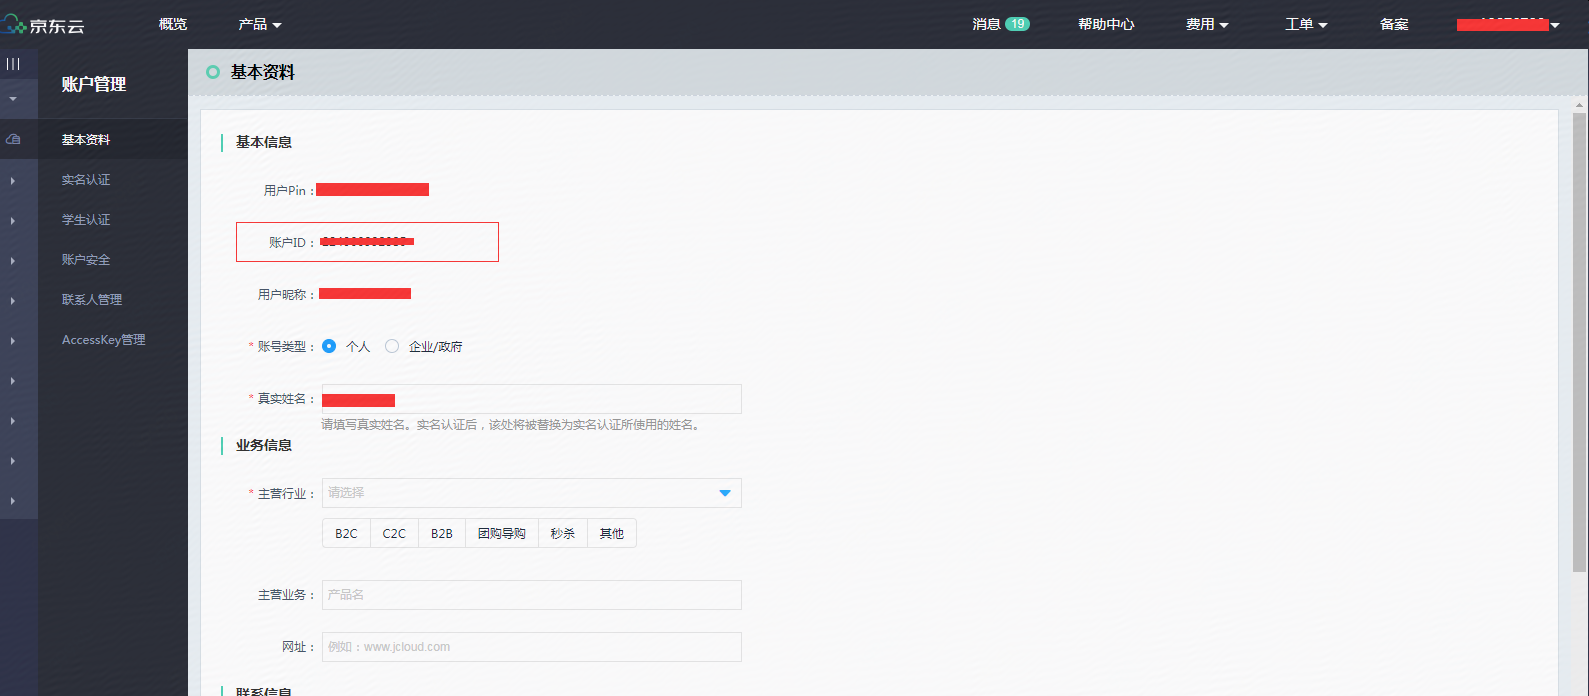 京东云 概览 产品 消息 19 帮助中心 费用 工单 备案
账户管理
基本资料
实名认证
学生认证
账户安全
联系人管理
AccessKey管理
基本资料
基本信息
用户Pin：
账户ID：
用户昵称：
* 账号类型： 个人 企业/政府
* 真实姓名：
请填写真实姓名。实名认证后，该处将被替换为实名认证所使用的姓名。
业务信息
* 主营行业： 请选择
B2C C2C B2B 团购导购 秒杀 其他
主营业务： 产品名
网址： 例如：www.jcloud.com
联系信息